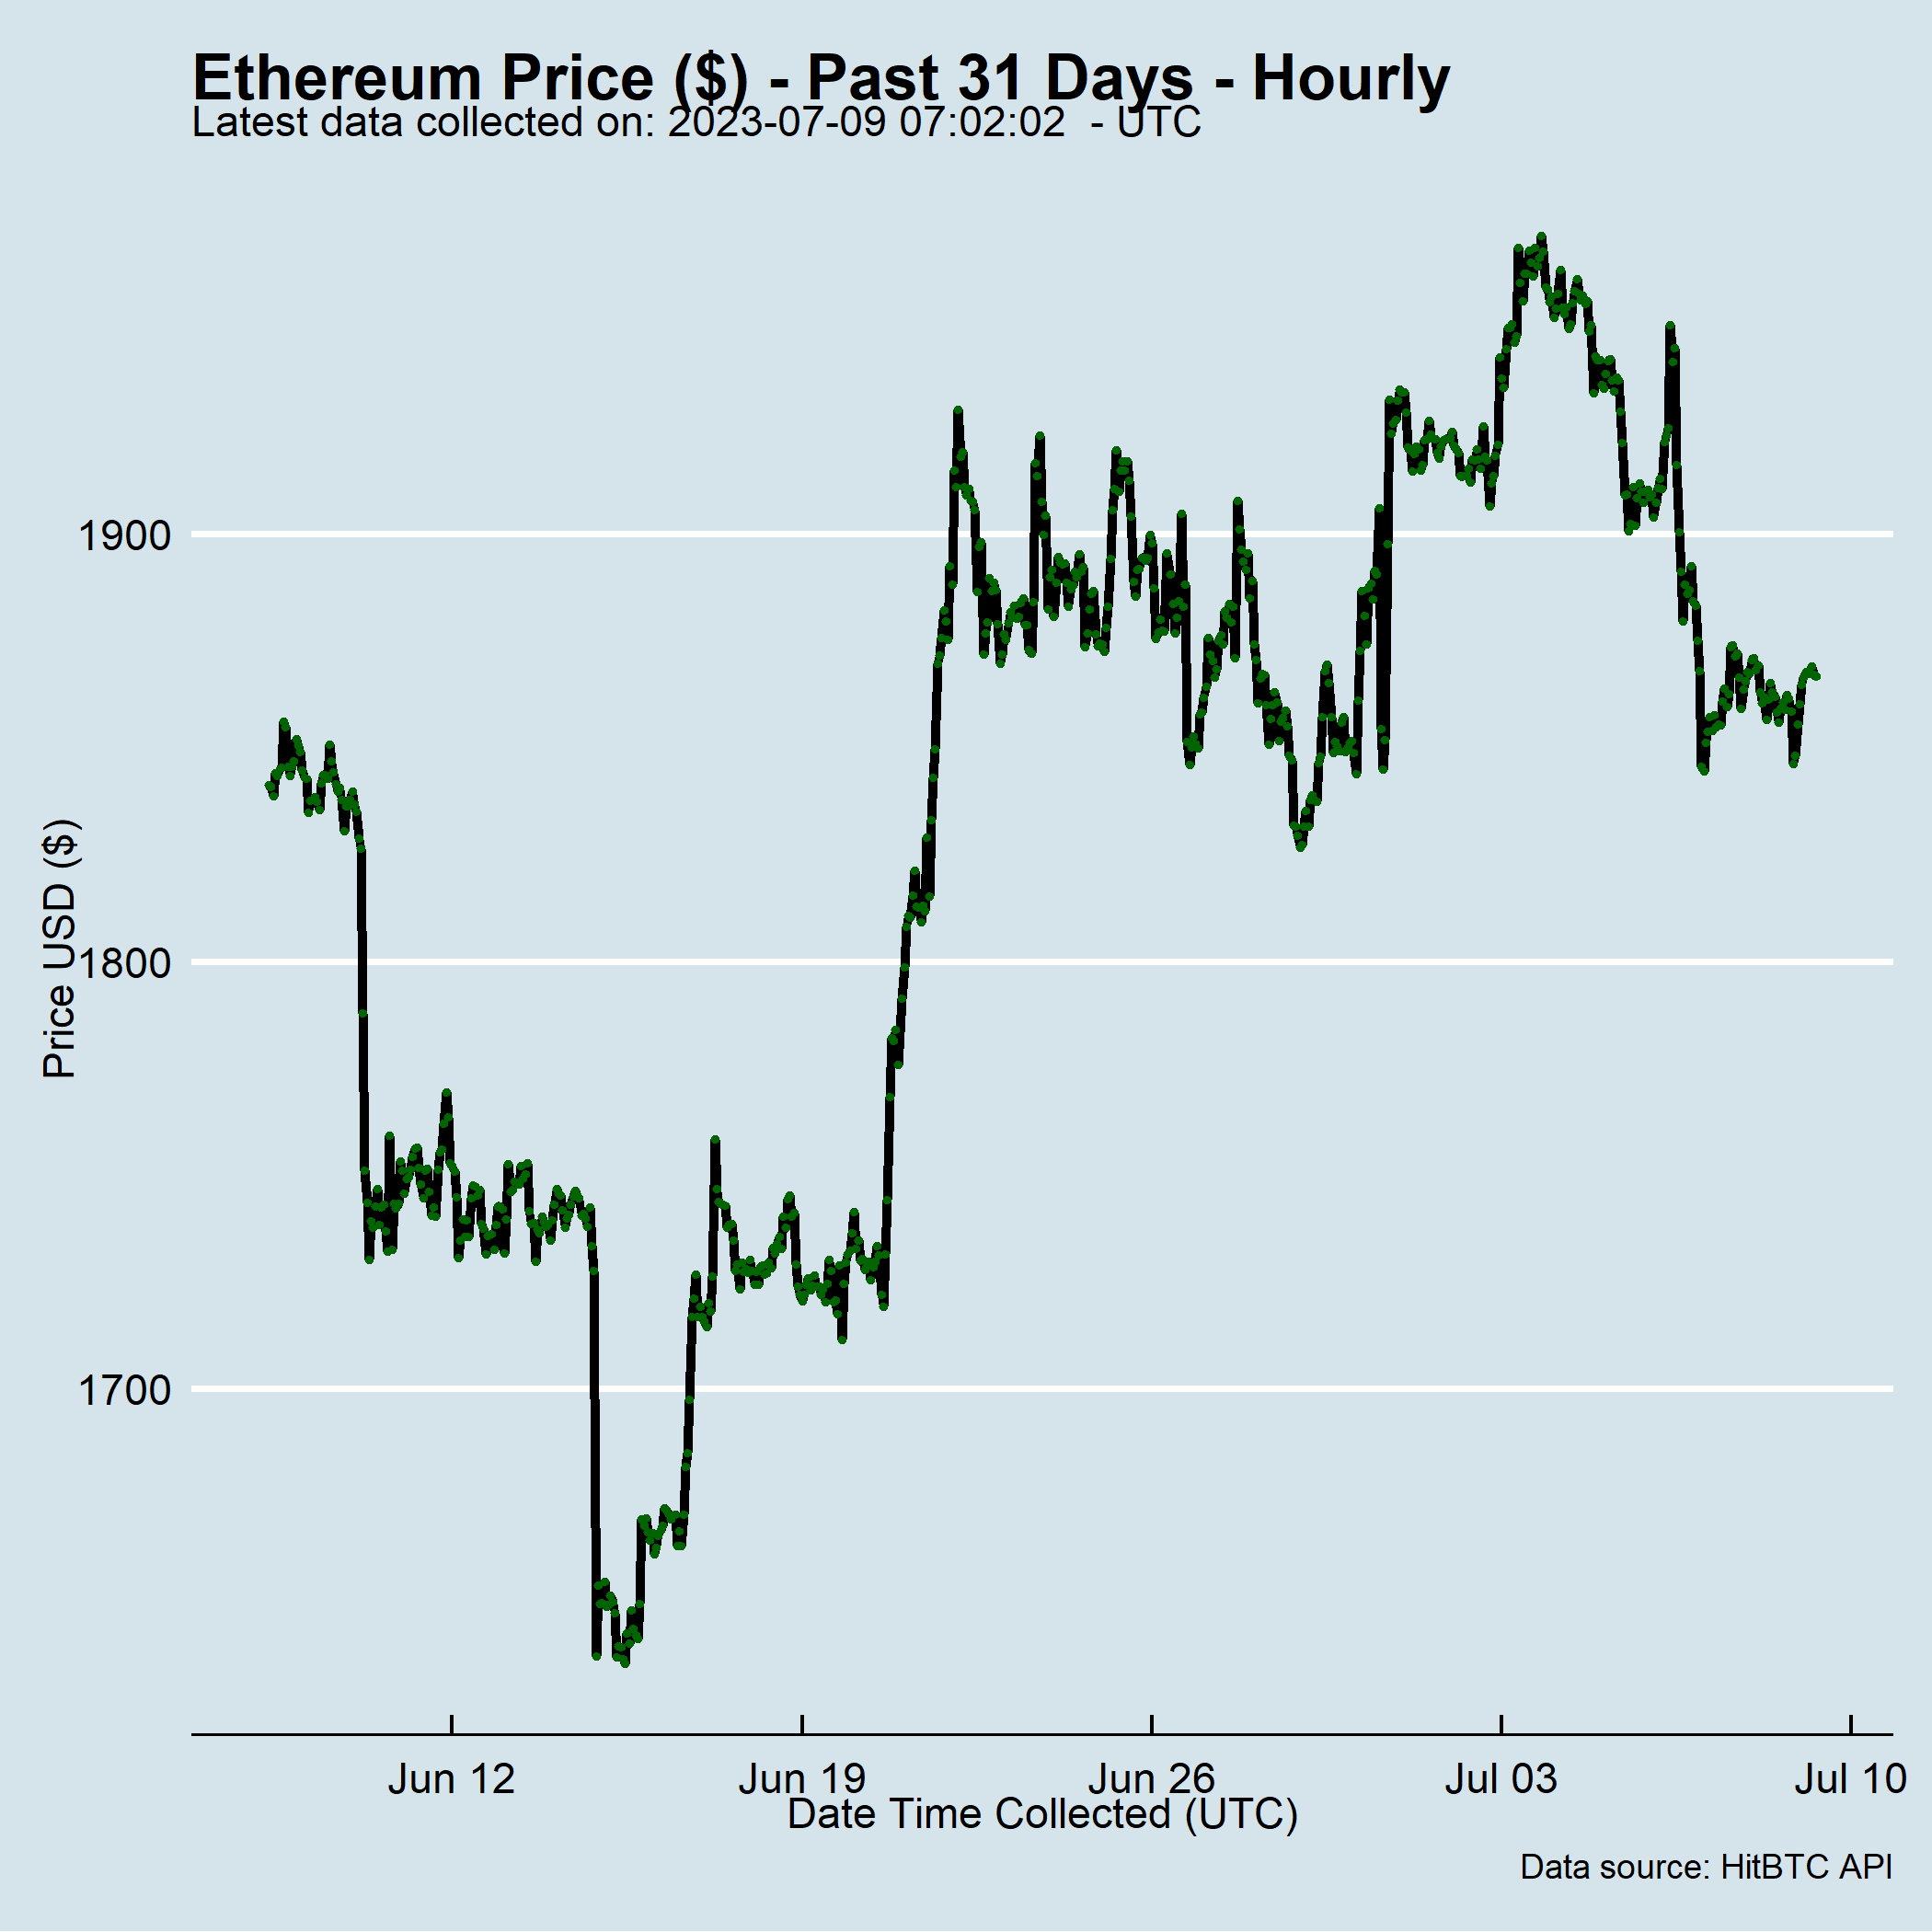 Ethereum Price ($) - Past 31 Days - Hourly
Latest data collected on: 2023-07-09 07:02:02  - UTC
Price USD ($)
1900
1800
1700
Jun 12
Jun 19
Jun 26
Jul 03
Jul 10
Date Time Collected (UTC)
Data source: HitBTC API